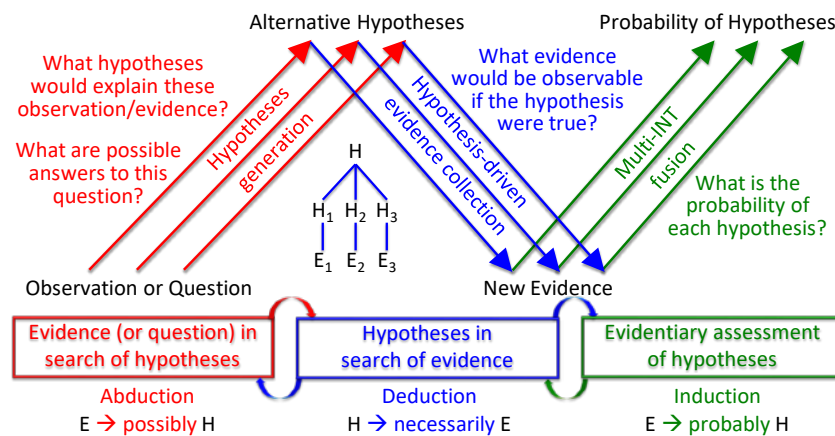 Alternative Hypotheses
Probability of Hypotheses
What hypotheses
would explain these
observation/evidence?
What are possible
answers to this
question?
Hypotheses
generation
What evidence
would be observable
if the hypothesis
were true?
Hypothesis-driven
evidence collection
H
H1 H2 H3
E1 E2 E3
Multi-INT
fusion
What is the
probability of
each hypothesis?
Observation or Question
New Evidence
Evidence (or question) in
search of hypotheses
Hypotheses in
search of evidence
Evidentiary assessment
of hypotheses
Abduction
E → possibly H
Deduction
H → necessarily E
Induction
E → probably H